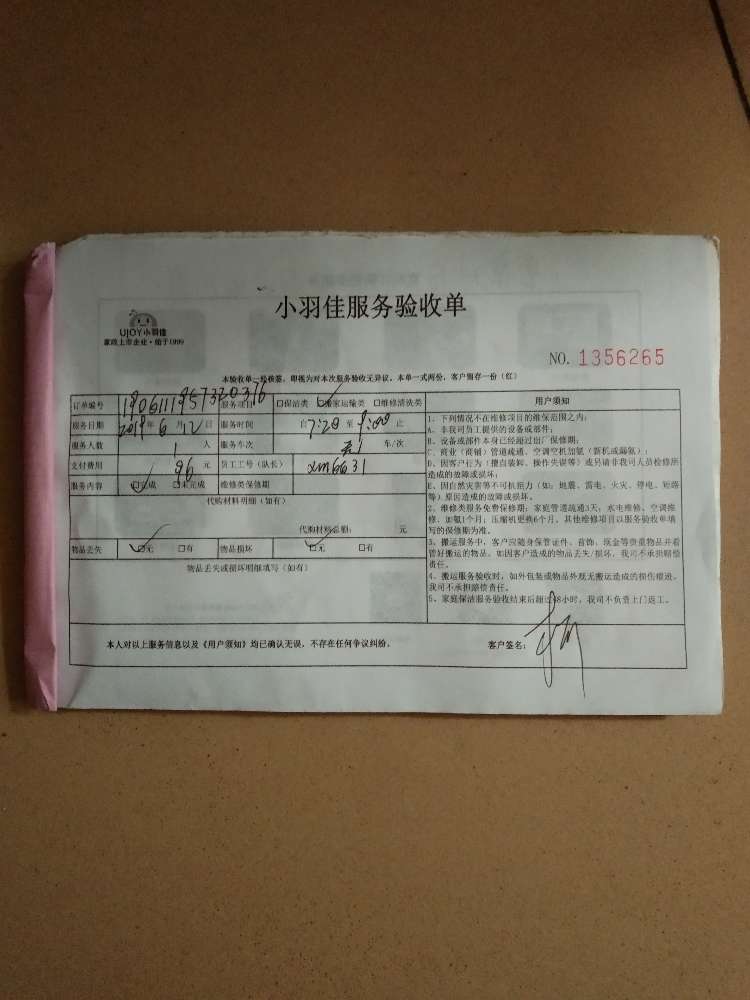 小羽佳服务验收单
UJOY小羽佳
家政上市企业·始于1999
NO. 1356265
本验收单一经签, 即视为对本次服务验收无异议, 本单一式两份, 客户留存一份（红）
订单编号 1906111957320376 服务项目 口保洁类 口搬家运输类 口维修清洗类
服务日期 2019年 6 月 12 日 服务时间 自 7:20 至 9:00 止
服务人数 1 人 服务车次 1 车/次
支付费用 96 元 员工工号（队长） xm6631
服务内容 口完成 口未完成 维修类保修期
代购材料明细（如有）
代购材料总额： 元
物品丢失 口无 口有 物品损坏 口无 口有
物品丢失或损坏明细填写（如有）
用户须知
1、下列情况不在维修项目的维保范围之内：
A、非我司员工提供的设备或部件；
B、设备或部件本身已经超过出厂保修期；
C、商业（商铺）管道疏通、空调空机加氨（新机或漏氨）；
D、因客户行为（擅自装卸、操作失误等）或另请非我司人员检修所
造成的故障或损坏；
E、因自然灾害等不可抗力（如：地震、雷电、火灾、停电、短路
等）原因造成的故障或损坏。
2、维修类服务免费保修期：家庭管道疏通3天；水电维修、空调维
修、加氨1个月；压缩机更换6个月，其他维修项目以服务验收单填
写的保修期为准。
3、搬运服务中，客户应随身保管证件、首饰、现金等贵重物品并看
管好搬运的物品。如因客户造成的物品丢失/损坏，我司不承担赔偿
责任。
4、搬运服务验收时，如外包装或物品外观无搬运造成的损伤痕迹，
我司不承担赔偿责任。
5、家庭保洁服务验收结束后超过48小时，我司不负责上门返工。
本人对以上服务信息以及《用户须知》均已确认无误，不存在任何争议纠纷。 客户签名：